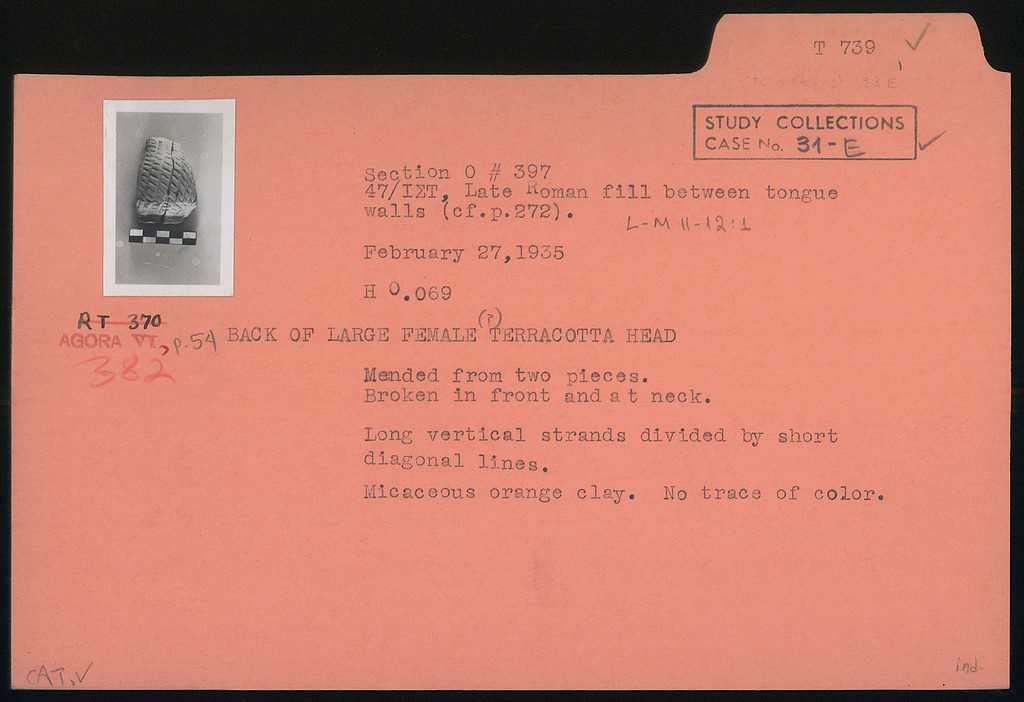 T 739 ✓
23 E
STUDY COLLECTIONS
CASE No. 31-E ✓
Section O # 397
47/ΙΣΤ, Late Roman fill between tongue
walls (cf.p.272).
L-M 11-12:1
February 27,1935
H 0.069
RT 370
AGORA VI, p.54
382
(?)
BACK OF LARGE FEMALE TERRACOTTA HEAD
Mended from two pieces.
Broken in front and at neck.
Long vertical strands divided by short
diagonal lines.
Micaceous orange clay. No trace of color.
CAT. ✓
ind.